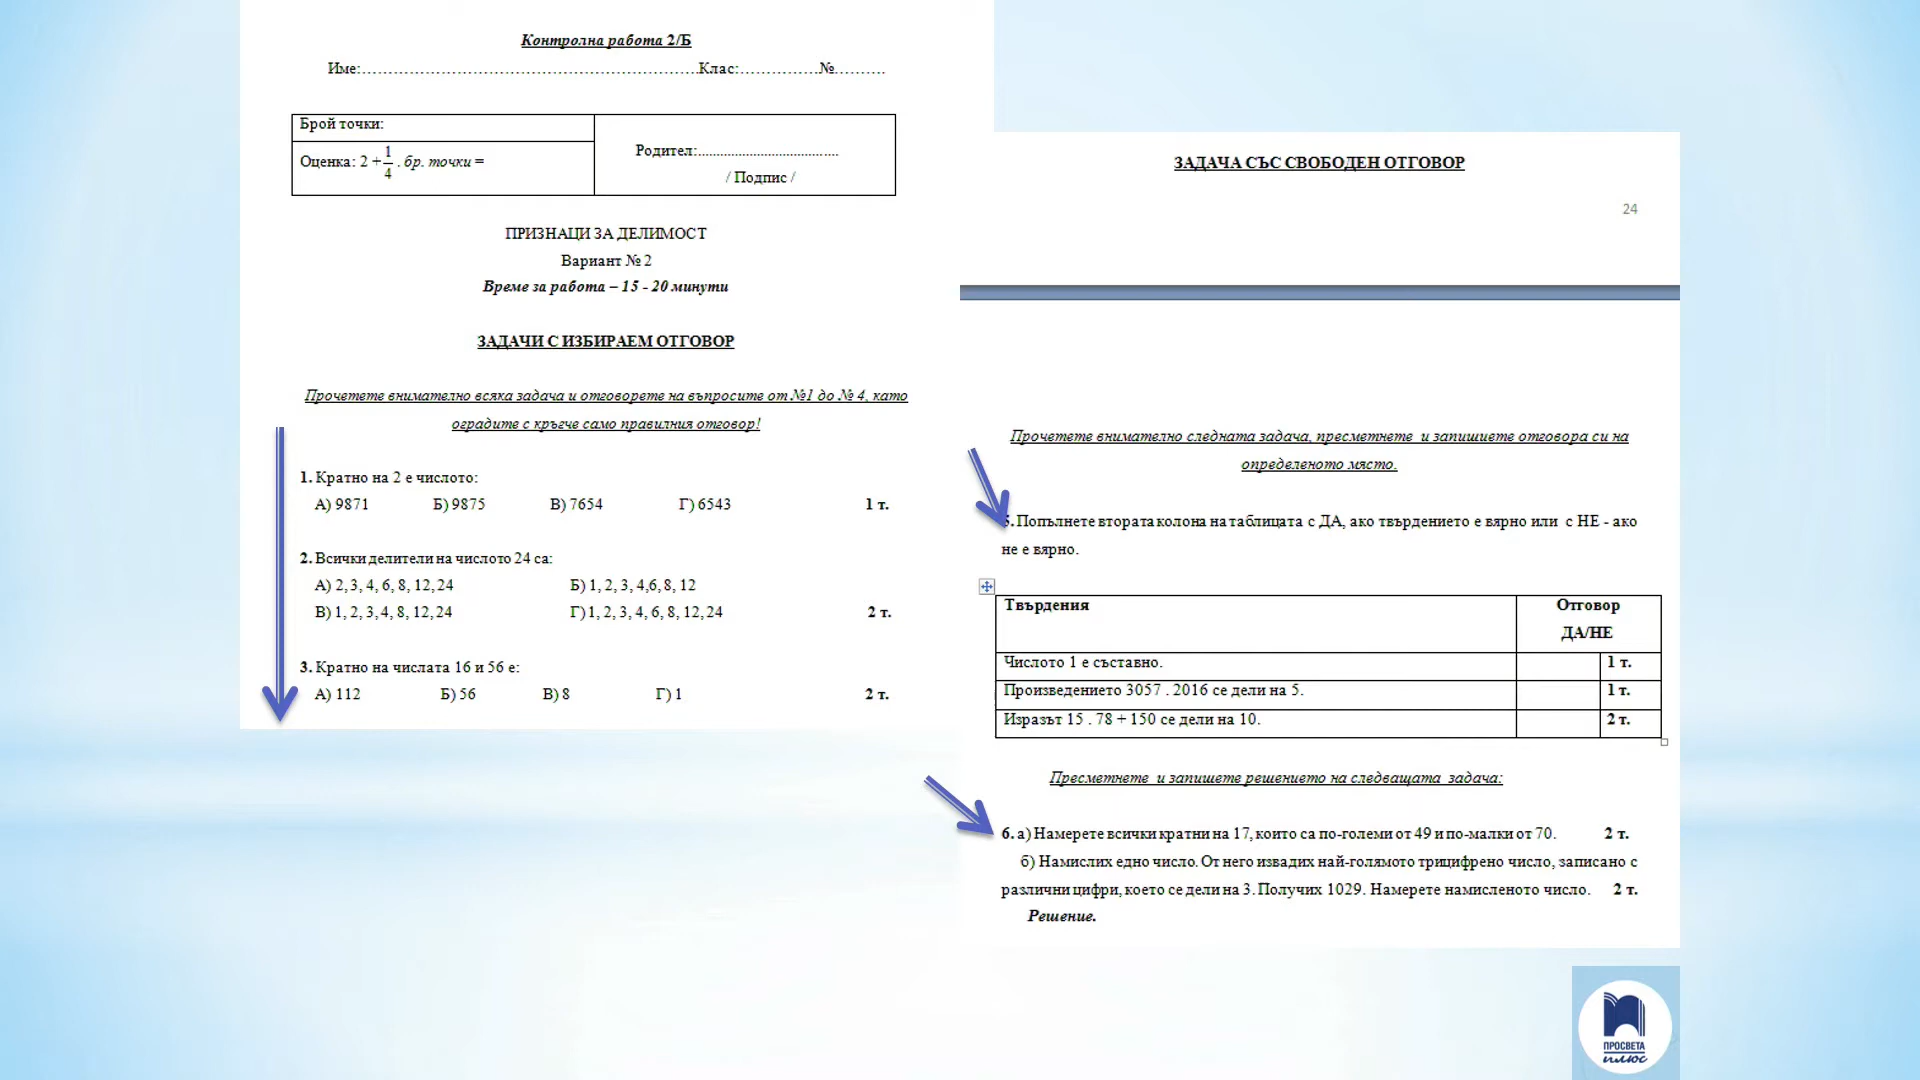 Контролна работа 2/Б
Име:……………………………………………………….Клас:……………№……….
Брой точки:
Оценка: 2 + 1/4 . бр. точки =
Родител:......................................
/ Подпис /
ПРИЗНАЦИ ЗА ДЕЛИМОСТ
Вариант № 2
Време за работа – 15 - 20 минути
ЗАДАЧИ С ИЗБИРАЕМ ОТГОВОР
Прочетете внимателно всяка задача и отговорете на въпросите от №1 до № 4, като
оградите с кръгче само правилния отговор!
1. Кратно на 2 е числото:
А) 9871 Б) 9875 В) 7654 Г) 6543 1 т.
2. Всички делители на числото 24 са:
А) 2, 3, 4, 6, 8, 12, 24 Б) 1, 2, 3, 4,6, 8, 12
В) 1, 2, 3, 4, 8, 12, 24 Г) 1, 2, 3, 4, 6, 8, 12, 24 2 т.
3. Кратно на числата 16 и 56 е:
А) 112 Б) 56 В) 8 Г) 1 2 т.
ЗАДАЧА СЪС СВОБОДЕН ОТГОВОР
24
Прочетете внимателно следната задача, пресметнете и запишиете отговора си на
определеното място.
. Попълнете втората колона на таблицата с ДА, ако твърдението е вярно или с НЕ - ако
не е вярно.
Твърдения Отговор
ДА/НЕ
Числото 1 е съставно. 1 т.
Произведението 3057 . 2016 се дели на 5. 1 т.
Изразът 15 . 78 + 150 се дели на 10. 2 т.
Пресметнете и запишете решението на следващата задача:
6. а) Намерете всички кратни на 17, които са по-големи от 49 и по-малки от 70. 2 т.
б) Намислих едно число. От него извадих най-голямото трицифрено число, записано с
различни цифри, което се дели на 3. Получих 1029. Намерете намисленото число. 2 т.
Решение.
ПРОСВЕТА
плюс